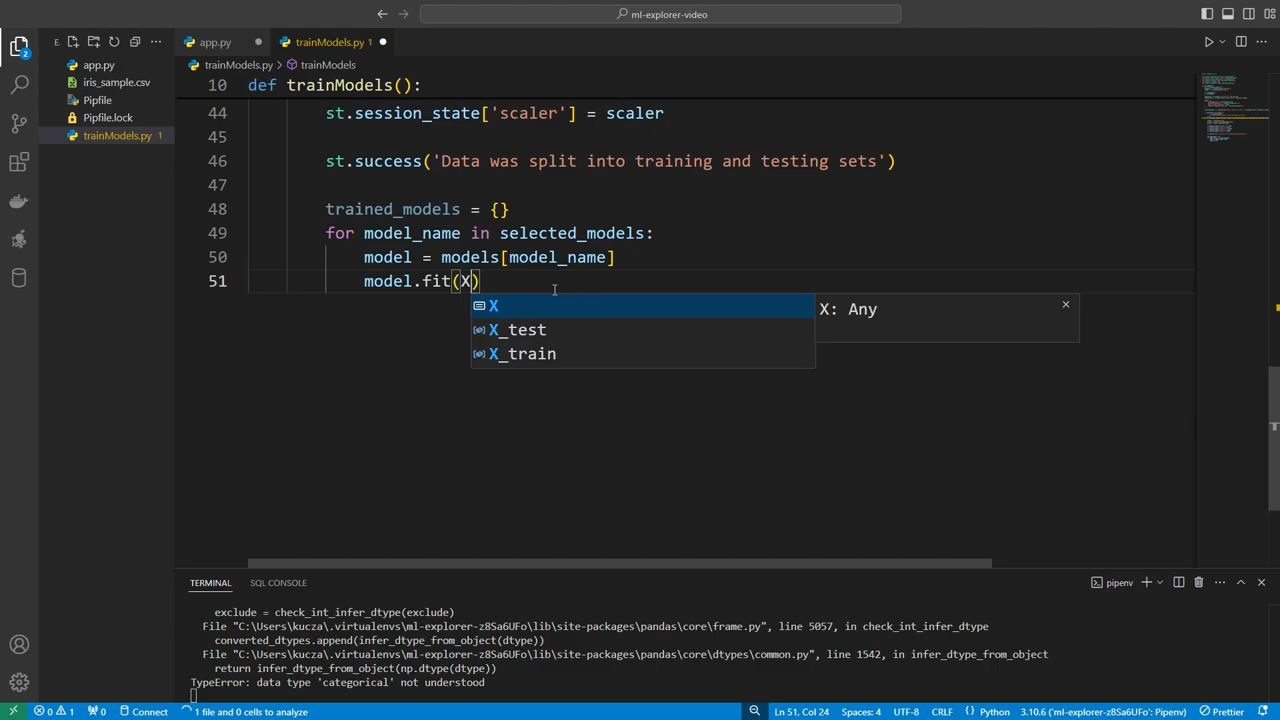 ml-explorer-video
E
app.py
trainModels.py 1
app.py
iris_sample.csv
Pipfile
Pipfile.lock
trainModels.py 1
2
trainModels.py > trainModels
10 def trainModels():
44 st.session_state['scaler'] = scaler
45
46 st.success('Data was split into training and testing sets')
47
48 trained_models = {}
49 for model_name in selected_models:
50 model = models[model_name]
51 model.fit(X)
X
X: Any
X_test
X_train
TERMINAL
SQL CONSOLE
pipenv
exclude = check_int_infer_dtype(exclude)
File "C:\Users\kucza\.virtualenvs\ml-explorer-z8Sa6UFo\lib\site-packages\pandas\core\frame.py", line 5057, in check_int_infer_dtype
converted_dtypes.append(infer_dtype_from_object(dtype))
File "C:\Users\kucza\.virtualenvs\ml-explorer-z8Sa6UFo\lib\site-packages\pandas\core\dtypes\common.py", line 1542, in infer_dtype_from_object
return infer_dtype_from_object(np.dtype(dtype))
TypeError: data type 'categorical' not understood
0 1 0 Connect 1 file and 0 cells to analyze Ln 51, Col 24 Spaces: 4 UTF-8 CRLF Python 3.10.6 ('ml-explorer-z8Sa6UFo': Pipenv) Prettier